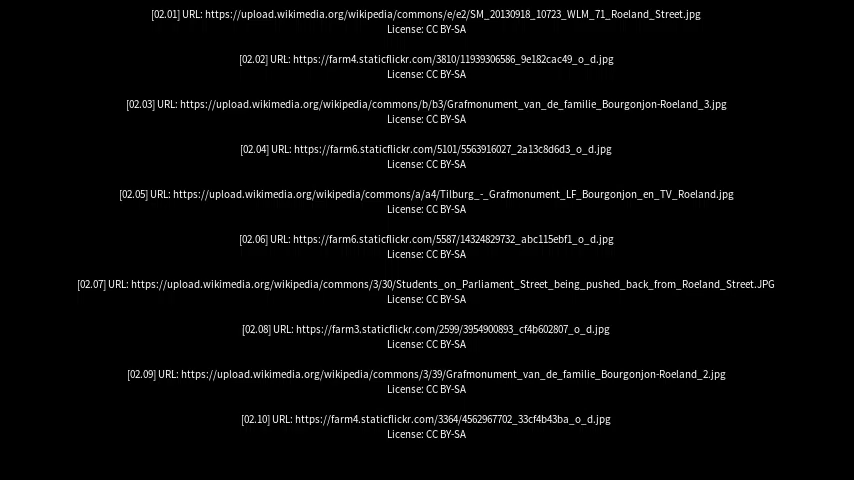 [02.01] URL: https://upload.wikimedia.org/wikipedia/commons/e/e2/SM_20130918_10723_WLM_71_Roeland_Street.jpg
License: CC BY-SA
[02.02] URL: https://farm4.staticflickr.com/3810/11939306586_9e182cac49_o_d.jpg
License: CC BY-SA
[02.03] URL: https://upload.wikimedia.org/wikipedia/commons/b/b3/Grafmonument_van_de_familie_Bourgonjon-Roeland_3.jpg
License: CC BY-SA
[02.04] URL: https://farm6.staticflickr.com/5101/5563916027_2a13c8d6d3_o_d.jpg
License: CC BY-SA
[02.05] URL: https://upload.wikimedia.org/wikipedia/commons/a/a4/Tilburg_-_Grafmonument_LF_Bourgonjon_en_TV_Roeland.jpg
License: CC BY-SA
[02.06] URL: https://farm6.staticflickr.com/5587/14324829732_abc115ebf1_o_d.jpg
License: CC BY-SA
[02.07] URL: https://upload.wikimedia.org/wikipedia/commons/3/30/Students_on_Parliament_Street_being_pushed_back_from_Roeland_Street.JPG
License: CC BY-SA
[02.08] URL: https://farm3.staticflickr.com/2599/3954900893_cf4b602807_o_d.jpg
License: CC BY-SA
[02.09] URL: https://upload.wikimedia.org/wikipedia/commons/3/39/Grafmonument_van_de_familie_Bourgonjon-Roeland_2.jpg
License: CC BY-SA
[02.10] URL: https://farm4.staticflickr.com/3364/4562967702_33cf4b43ba_o_d.jpg
License: CC BY-SA